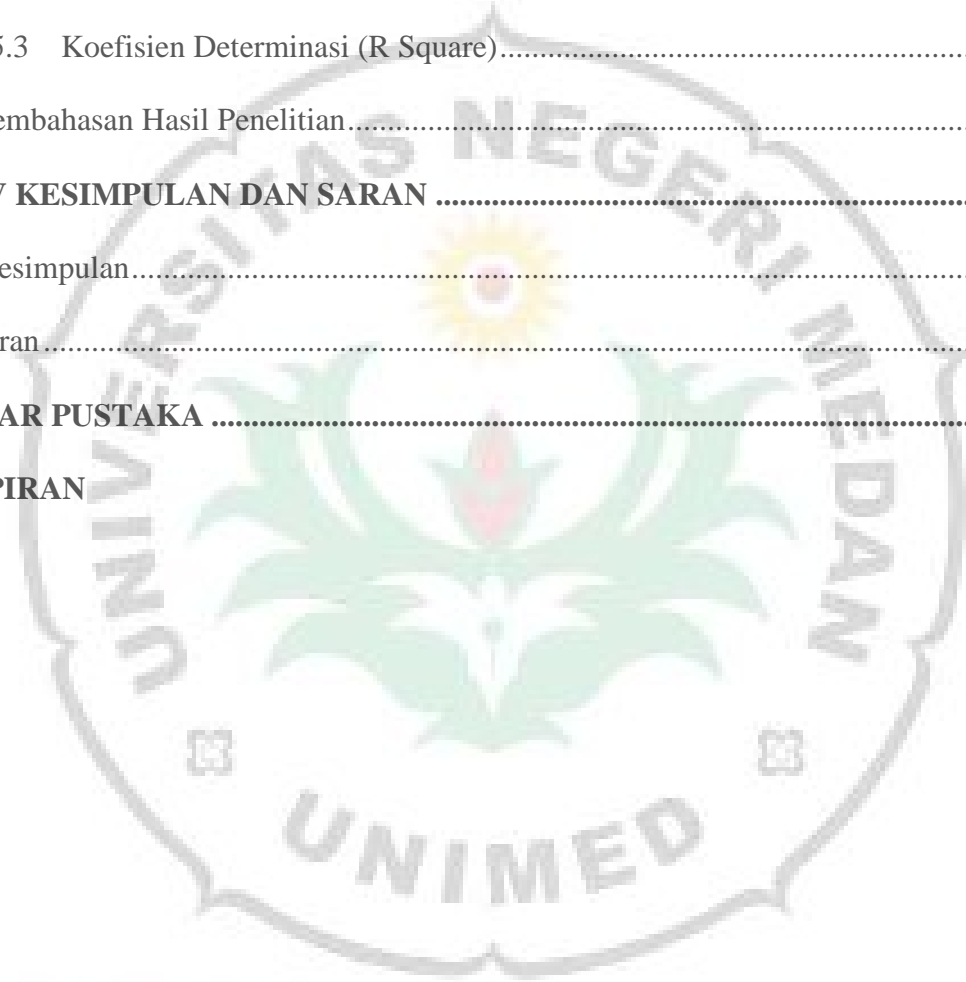 5.3 Koefisien Determinasi (R Square)........................................................
embahasan Hasil Penelitian........................................................................
V KESIMPULAN DAN SARAN ...............................................................
esimpulan...................................................................................................
ran..............................................................................................................
AR PUSTAKA ..........................................................................................
PIRAN
UNIVERSITAS NEGERI MEDAN
UNIMED